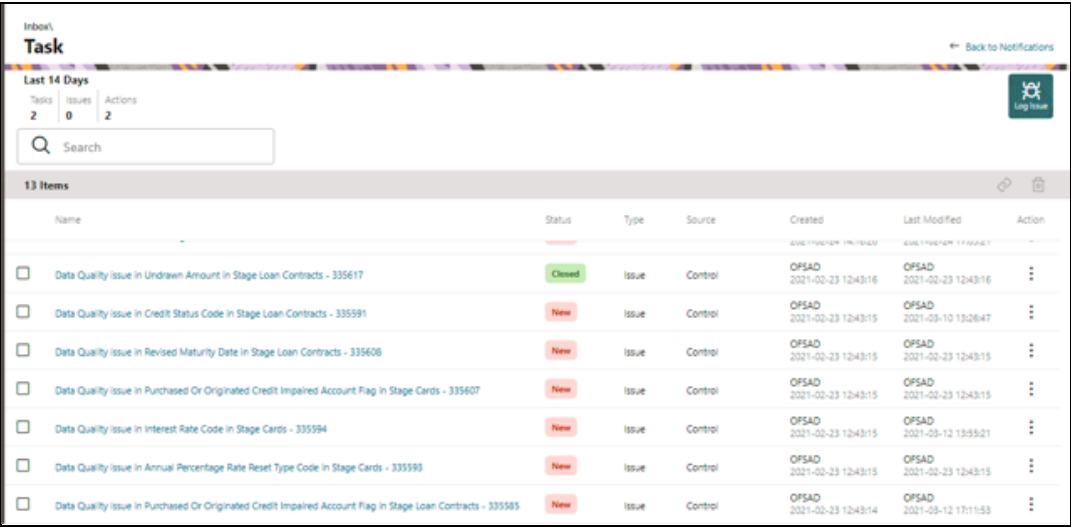 Inbox\
Task
← Back to Notifications
Last 14 Days
Tasks Issues Actions
2 0 2
Log Issue
Search
13 Items
Name Status Type Source Created Last Modified Action
Data Quality issue in Undrawn Amount in Stage Loan Contracts - 335617 Closed Issue Control OFSAD OFSAD
2021-02-23 12:43:16 2021-02-23 12:43:16
Data Quality issue in Credit Status Code in Stage Loan Contracts - 335591 New Issue Control OFSAD OFSAD
2021-02-23 12:43:15 2021-03-10 13:26:47
Data Quality issue in Revised Maturity Date in Stage Loan Contracts - 335608 New Issue Control OFSAD OFSAD
2021-02-23 12:43:15 2021-02-23 12:43:15
Data Quality issue in Purchased Or Originated Credit Impaired Account Flag in Stage Cards - 335607 New Issue Control OFSAD OFSAD
2021-02-23 12:43:15 2021-02-23 12:43:15
Data Quality issue in Interest Rate Code in Stage Cards - 335594 New Issue Control OFSAD OFSAD
2021-02-23 12:43:15 2021-03-12 13:55:21
Data Quality issue in Annual Percentage Rate Reset Type Code in Stage Cards - 335593 New Issue Control OFSAD OFSAD
2021-02-23 12:43:15 2021-02-23 12:43:15
Data Quality issue in Purchased Or Originated Credit Impaired Account Flag in Stage Loan Contracts - 335585 New Issue Control OFSAD OFSAD
2021-02-23 12:43:14 2021-03-12 17:11:53